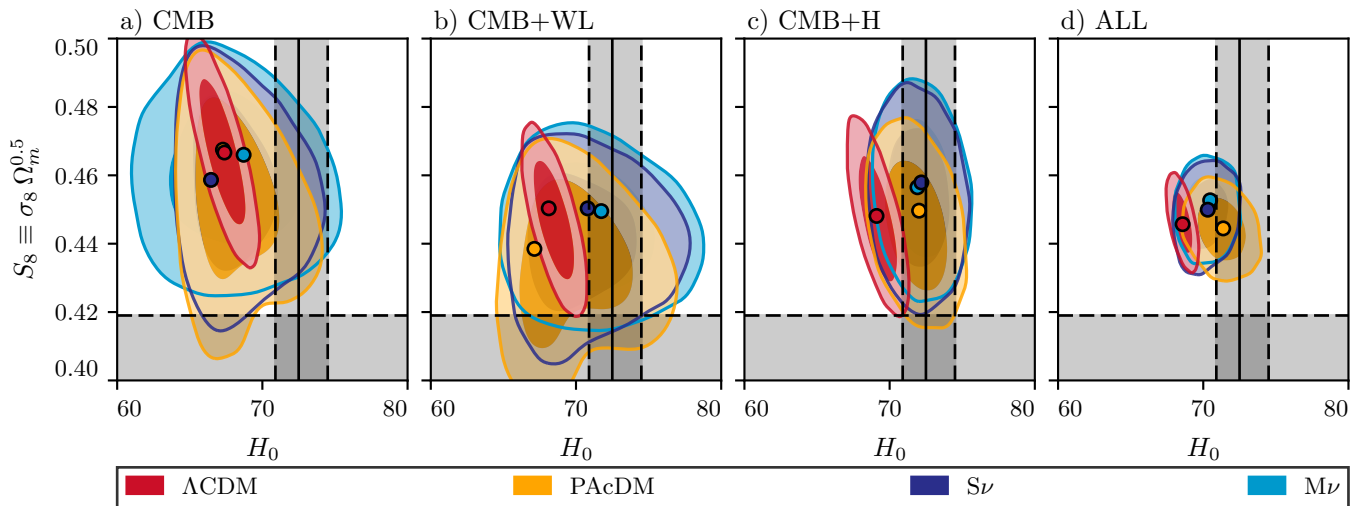 a) CMB
b) CMB+WL
c) CMB+H
d) ALL
S₈ ≡ σ₈ Ωₘ^0.5
0.50
0.48
0.46
0.44
0.42
0.40
60 70 80
60 70 80
60 70 80
60 70 80
H₀
H₀
H₀
H₀
ΛCDM
PAcDM
Sν
Mν